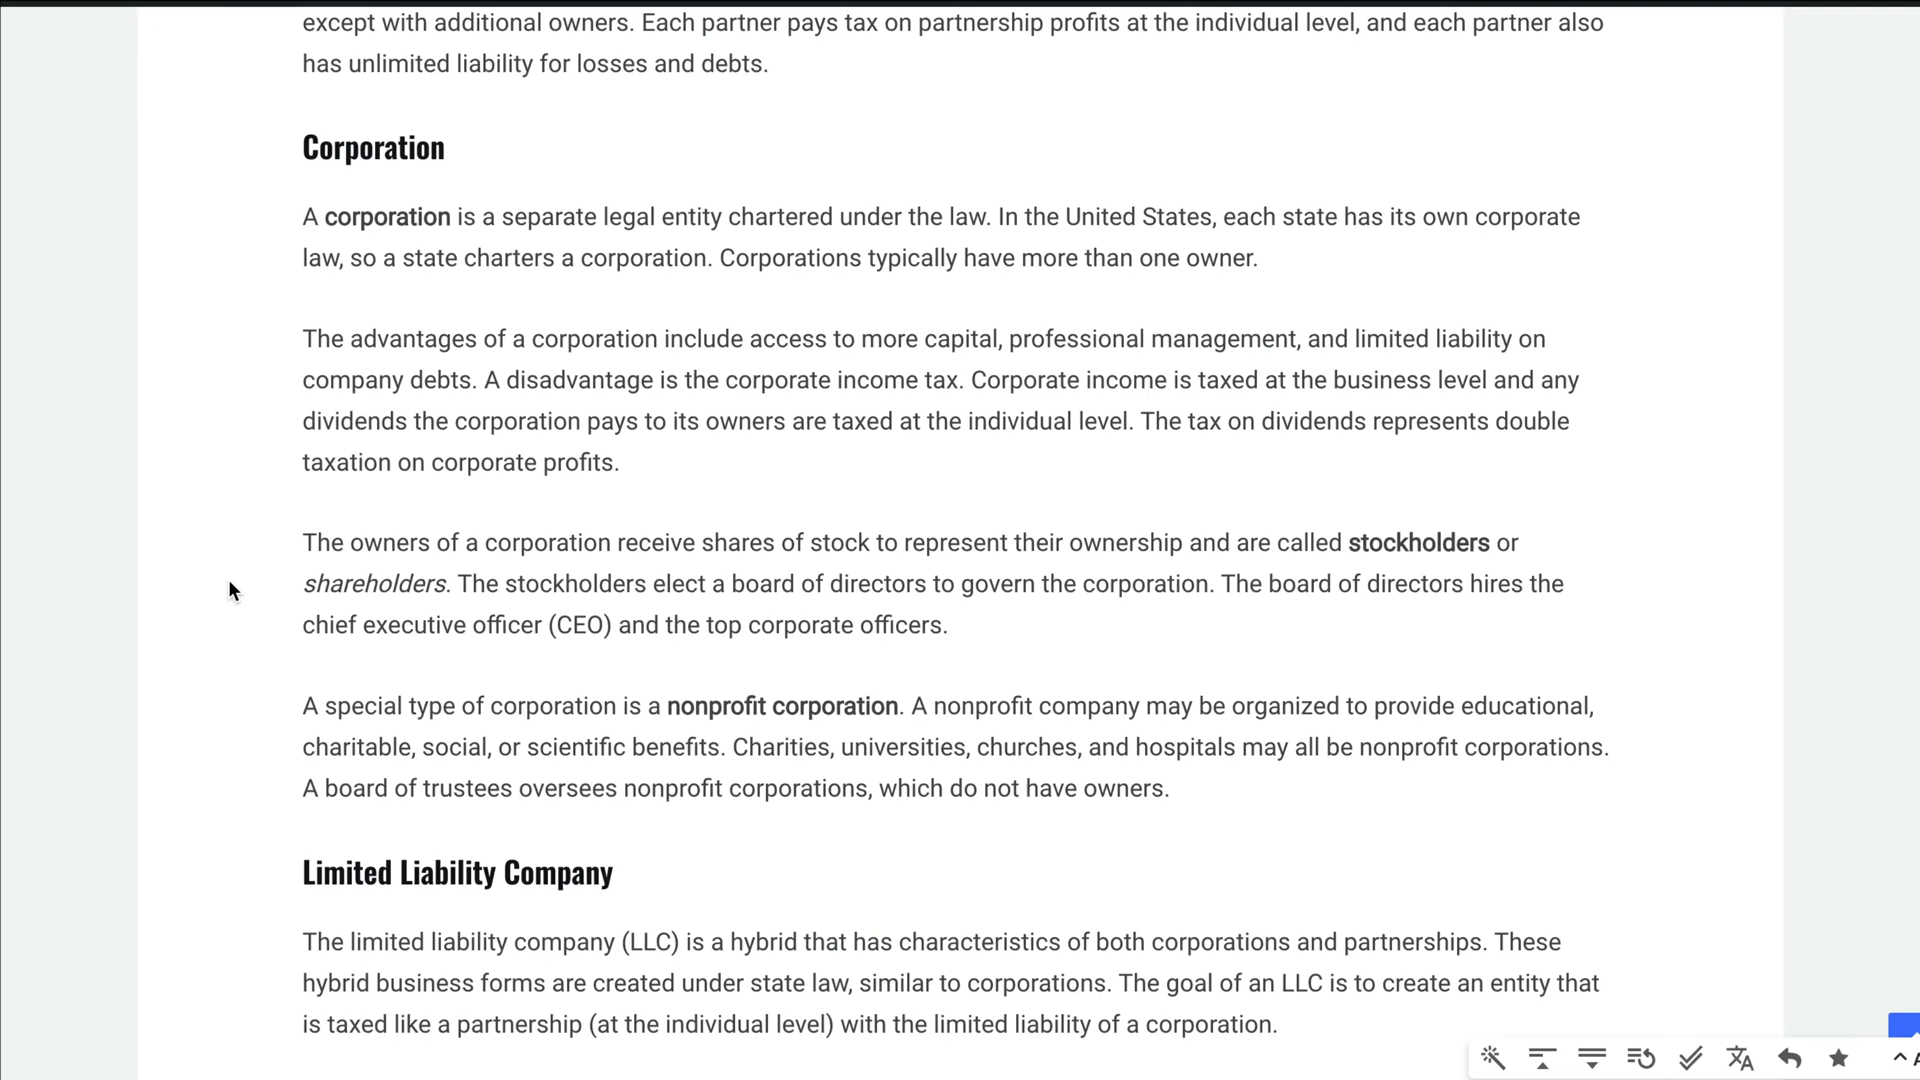 except with additional owners. Each partner pays tax on partnership profits at the individual level, and each partner also
has unlimited liability for losses and debts.
Corporation
A corporation is a separate legal entity chartered under the law. In the United States, each state has its own corporate
law, so a state charters a corporation. Corporations typically have more than one owner.
The advantages of a corporation include access to more capital, professional management, and limited liability on
company debts. A disadvantage is the corporate income tax. Corporate income is taxed at the business level and any
dividends the corporation pays to its owners are taxed at the individual level. The tax on dividends represents double
taxation on corporate profits.
The owners of a corporation receive shares of stock to represent their ownership and are called stockholders or
shareholders. The stockholders elect a board of directors to govern the corporation. The board of directors hires the
chief executive officer (CEO) and the top corporate officers.
A special type of corporation is a nonprofit corporation. A nonprofit company may be organized to provide educational,
charitable, social, or scientific benefits. Charities, universities, churches, and hospitals may all be nonprofit corporations.
A board of trustees oversees nonprofit corporations, which do not have owners.
Limited Liability Company
The limited liability company (LLC) is a hybrid that has characteristics of both corporations and partnerships. These
hybrid business forms are created under state law, similar to corporations. The goal of an LLC is to create an entity that
is taxed like a partnership (at the individual level) with the limited liability of a corporation.